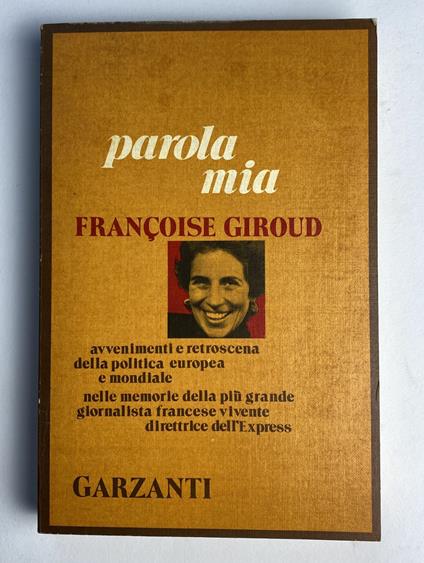 parola
mia
FRANÇOISE GIROUD
avvenimenti e retroscena
della politica europea
e mondiale
nelle memorie della più grande
giornalista francese vivente
direttrice dell'Express
GARZANTI